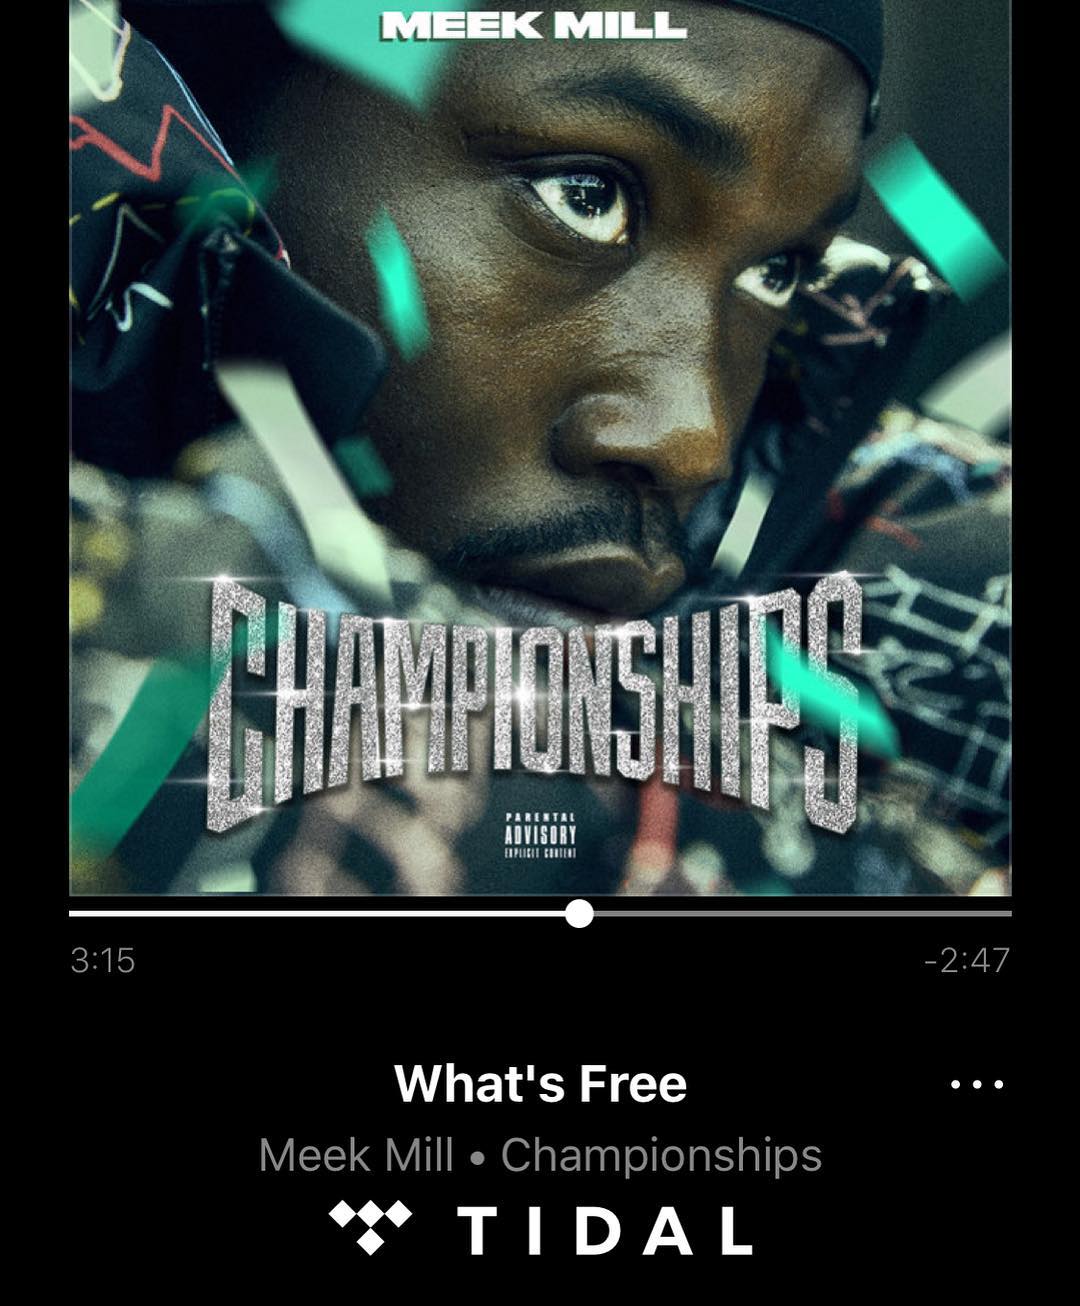 MEEK MILL
CHAMPIONSHIPS
PARENTAL
ADVISORY
EXPLICIT CONTENT
3:15
-2:47
What's Free
Meek Mill • Championships
TIDAL